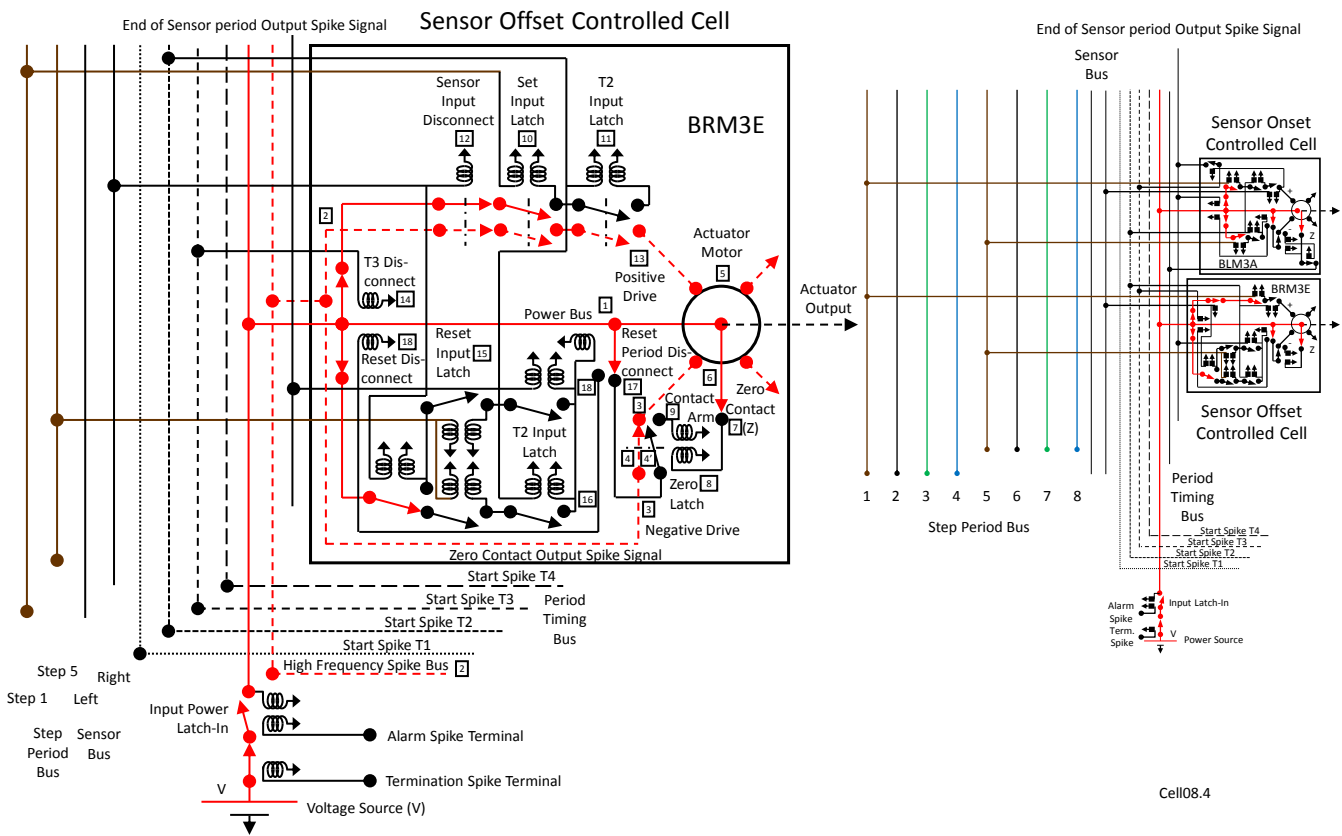 End of Sensor period Output Spike Signal
Sensor Offset Controlled Cell
Sensor
Input
Disconnect
12
Set
Input
Latch
10
T2
Input
Latch
11
BRM3E
2
T3 Dis-
connect
14
13
Positive
Drive
Actuator
Motor
5
Actuator
Output
1
Power Bus
18
Reset Dis-
connect
Reset
Input
Latch
15
Reset
Period Dis-
connect
6
18
17
3
9
Contact
Arm
Zero
Contact
7
(Z)
T2 Input
Latch
4
4'
16
Zero
Latch
8
3
Negative Drive
Zero Contact Output Spike Signal
Start Spike T4
Start Spike T3
Start Spike T2
Start Spike T1
Period
Timing
Bus
High Frequency Spike Bus
2
Step 5
Right
Step 1
Left
Step
Period
Bus
Sensor
Bus
Input Power
Latch-In
Alarm Spike Terminal
Termination Spike Terminal
V
Voltage Source (V)
End of Sensor period Output Spike Signal
Sensor
Bus
Sensor Onset
Controlled Cell
+
-
Z
BLM3A
BRM3E
+
-
Z
Sensor Offset
Controlled Cell
1
2
3
4
5
6
7
8
Step Period Bus
Period
Timing
Bus
Start Spike T4
Start Spike T3
Start Spike T2
Start Spike T1
Alarm
Spike
Input Latch-In
Term.
Spike
V
Power Source
Cell08.4